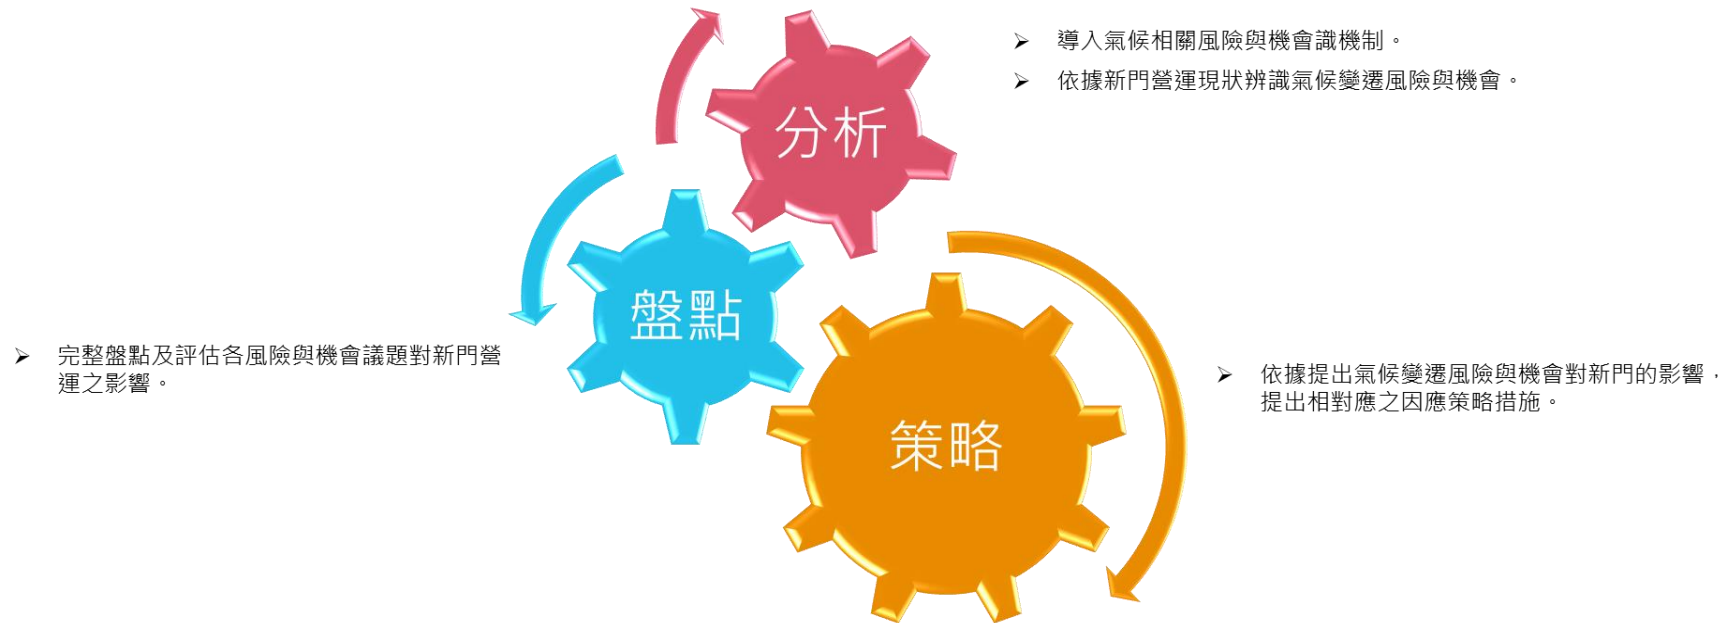 分析
➢ 導入氣候相關風險與機會識機制。
➢ 依據新門營運現狀辨識氣候變遷風險與機會。
盤點
➢ 完整盤點及評估各風險與機會議題對新門營
運之影響。
策略
➢ 依據提出氣候變遷風險與機會對新門的影響，
提出相對應之因應策略措施。